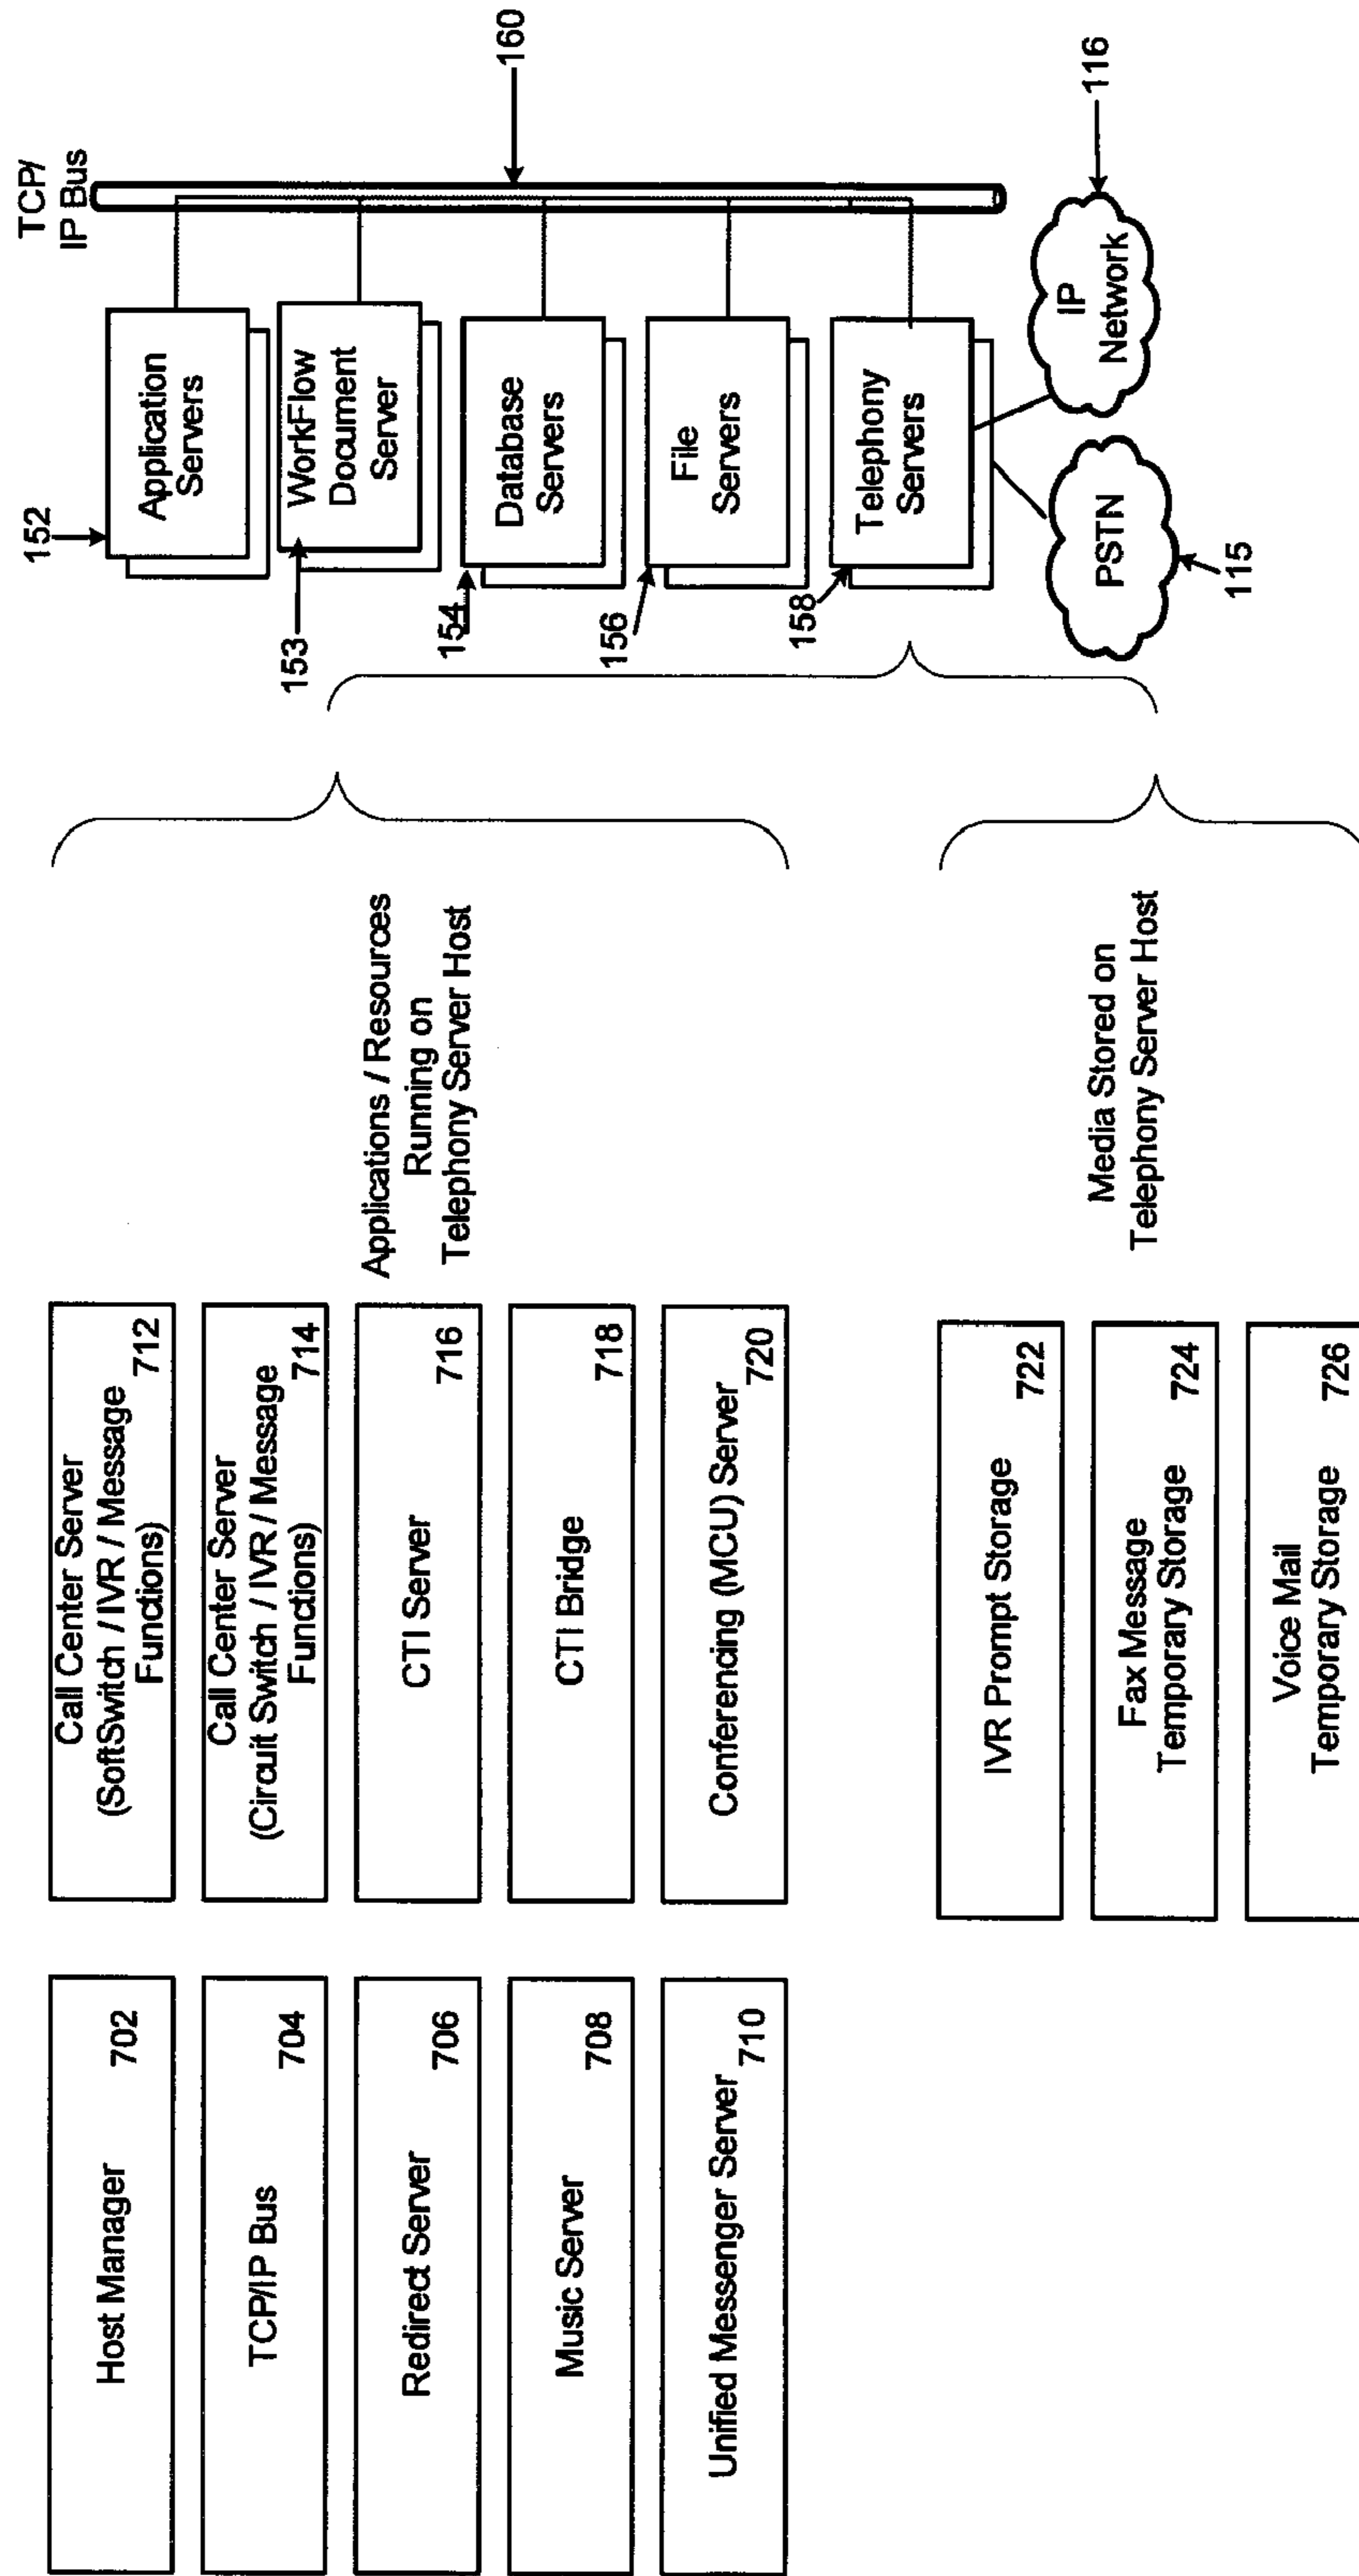 Host Manager
702
TCP/IP Bus
704
Redirect Server
706
Music Server
708
Unified Messenger Server
710
Call Center Server
(SoftSwitch / IVR / Message
Functions)
712
Call Center Server
(Circuit Switch / IVR / Message
Functions)
714
CTI Server
716
CTI Bridge
718
Conferencing (MCU) Server
720
Applications / Resources
Running on
Telephony Server Host
IVR Prompt Storage
722
Fax Message
Temporary Storage
724
Voice Mail
Temporary Storage
726
Media Stored on
Telephony Server Host
TCP/
IP Bus
160
152
Application
Servers
153
WorkFlow
Document
Server
154
Database
Servers
156
File
Servers
158
Telephony
Servers
PSTN
115
IP
Network
116